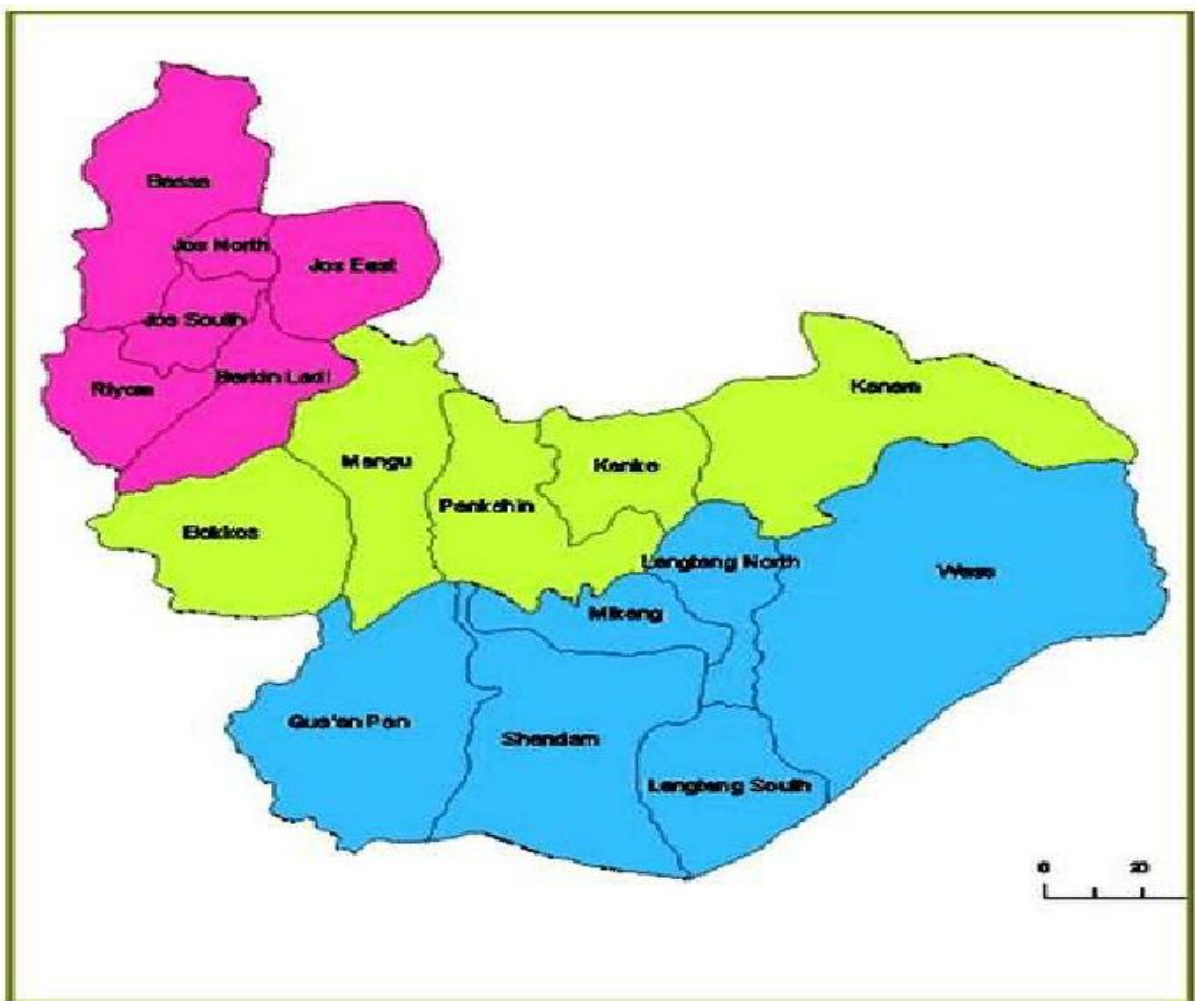 Bassa
Jos North
Jos East
Jos South
Riyom
Barkin Ladi
Kanam
Mangu
Kanke
Pankshin
Bokkos
Langtang North
Wase
Mikang
Qua'an Pan
Shendam
Langtang South
0 20